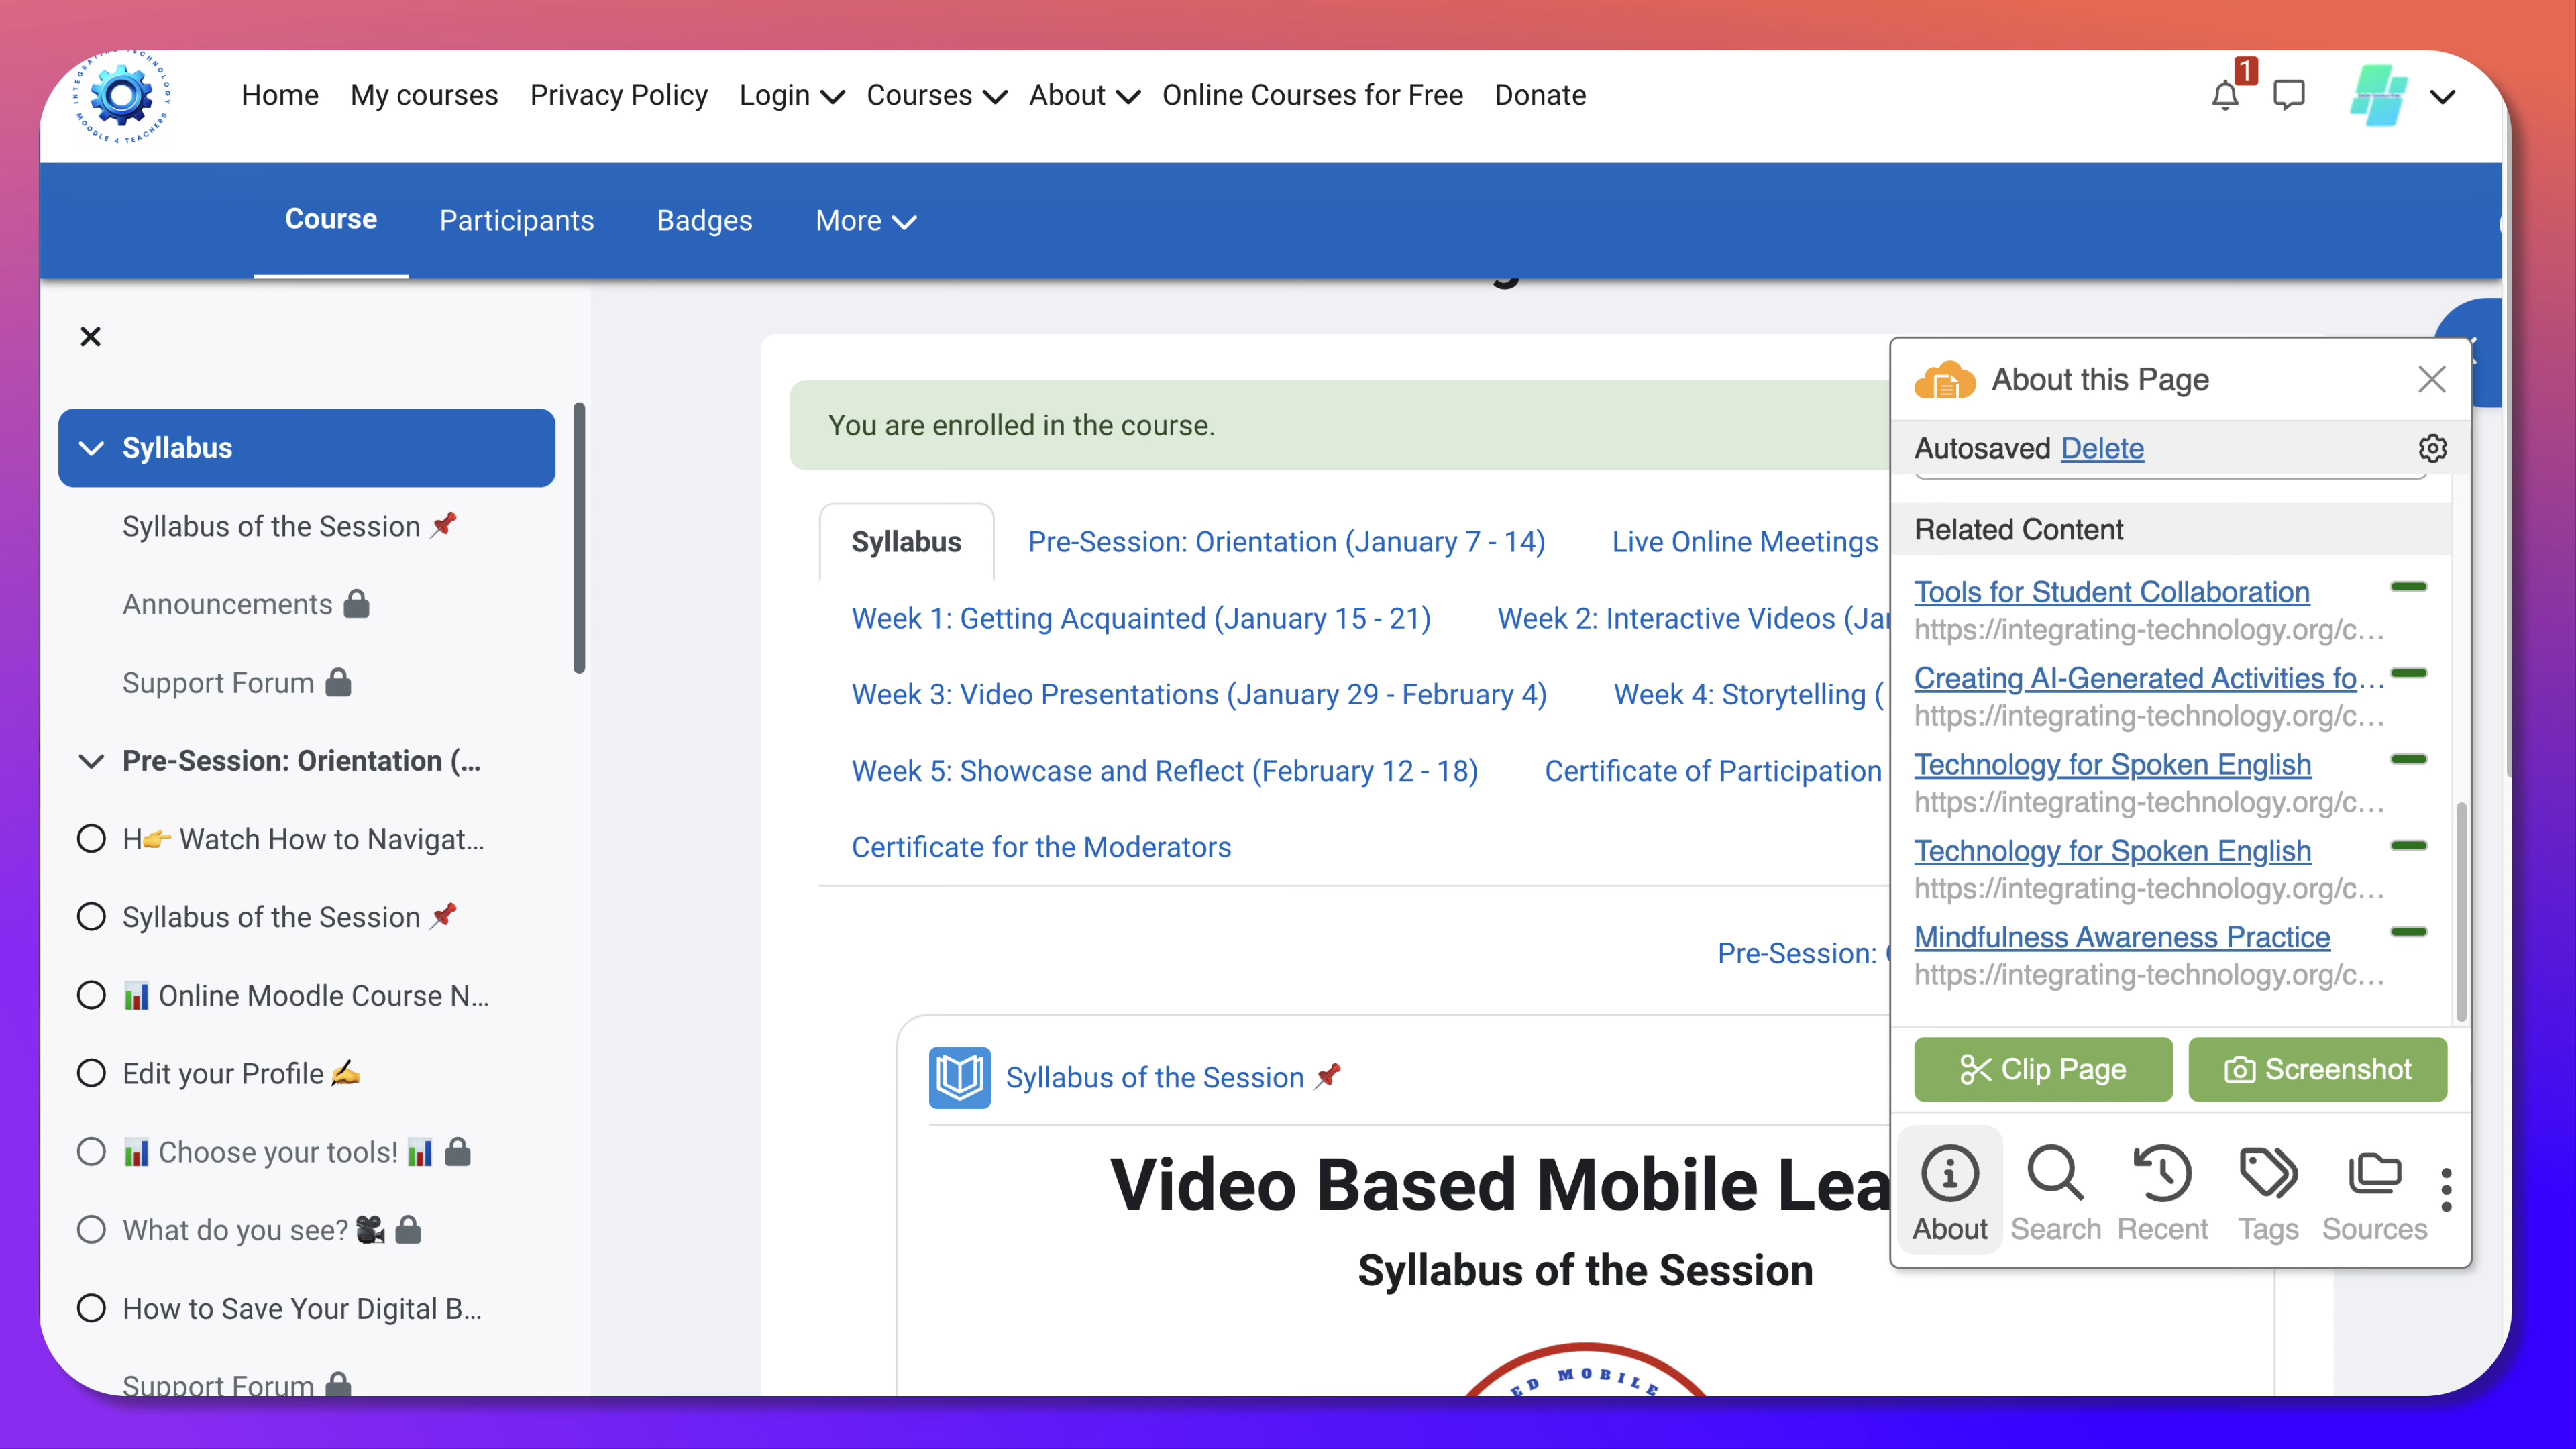 INTEGRATING TECHNOLOGY
MOODLE 4 TEACHERS
Home My courses Privacy Policy Login Courses About Online Courses for Free Donate
1
Course Participants Badges More
Syllabus
Syllabus of the Session
Announcements
Support Forum
Pre-Session: Orientation (...
H Watch How to Navigat...
Syllabus of the Session
Online Moodle Course N...
Edit your Profile
Choose your tools!
What do you see?
How to Save Your Digital B...
Support Forum
You are enrolled in the course.
Syllabus Pre-Session: Orientation (January 7 - 14) Live Online Meetings
Week 1: Getting Acquainted (January 15 - 21) Week 2: Interactive Videos (Jan
Week 3: Video Presentations (January 29 - February 4) Week 4: Storytelling (
Week 5: Showcase and Reflect (February 12 - 18) Certificate of Participation
Certificate for the Moderators
Pre-Session:
Syllabus of the Session
Video Based Mobile Lea
Syllabus of the Session
ED MOBILE
About this Page
Autosaved Delete
Related Content
Tools for Student Collaboration
https://integrating-technology.org/c...
Creating AI-Generated Activities fo...
https://integrating-technology.org/c...
Technology for Spoken English
https://integrating-technology.org/c...
Technology for Spoken English
https://integrating-technology.org/c...
Mindfulness Awareness Practice
https://integrating-technology.org/c...
Clip Page Screenshot
About Search Recent Tags Sources